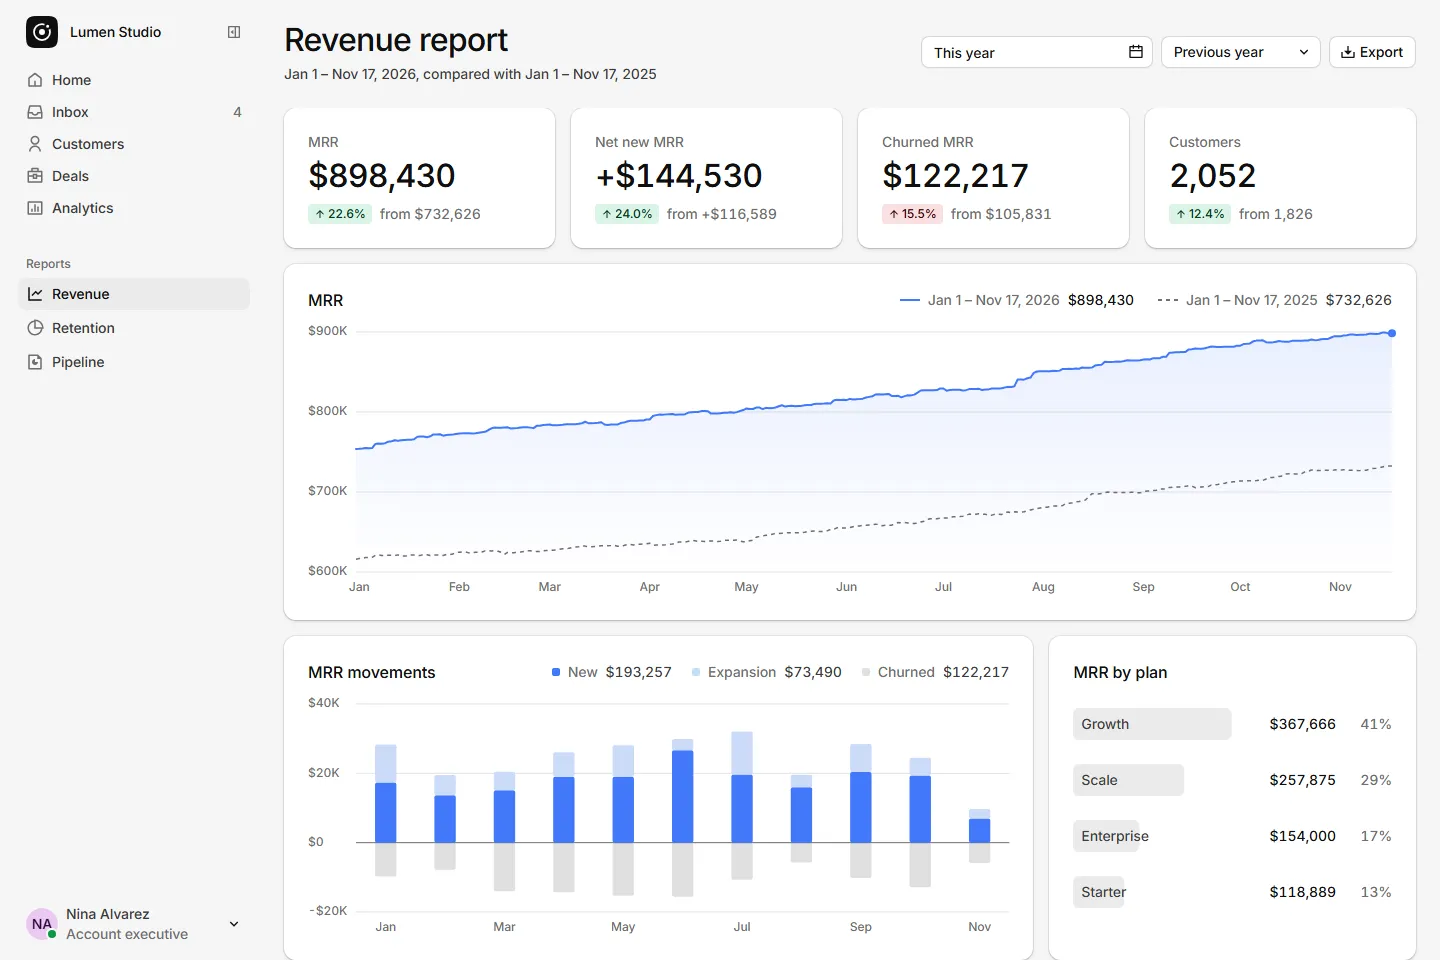 Lumen Studio
Home
Inbox 4
Customers
Deals
Analytics
Reports
Revenue
Retention
Pipeline
NA
Nina Alvarez
Account executive
Revenue report
Jan 1 – Nov 17, 2026, compared with Jan 1 – Nov 17, 2025
This year
Previous year
Export
MRR
$898,430
↑ 22.6% from $732,626
Net new MRR
+$144,530
↑ 24.0% from +$116,589
Churned MRR
$122,217
↑ 15.5% from $105,831
Customers
2,052
↑ 12.4% from 1,826
MRR
Jan 1 – Nov 17, 2026 $898,430
Jan 1 – Nov 17, 2025 $732,626
$900K
$800K
$700K
$600K
Jan Feb Mar Apr May Jun Jul Aug Sep Oct Nov
MRR movements
New $193,257
Expansion $73,490
Churned $122,217
$40K
$20K
$0
-$20K
Jan Mar May Jul Sep Nov
MRR by plan
Growth $367,666 41%
Scale $257,875 29%
Enterprise $154,000 17%
Starter $118,889 13%